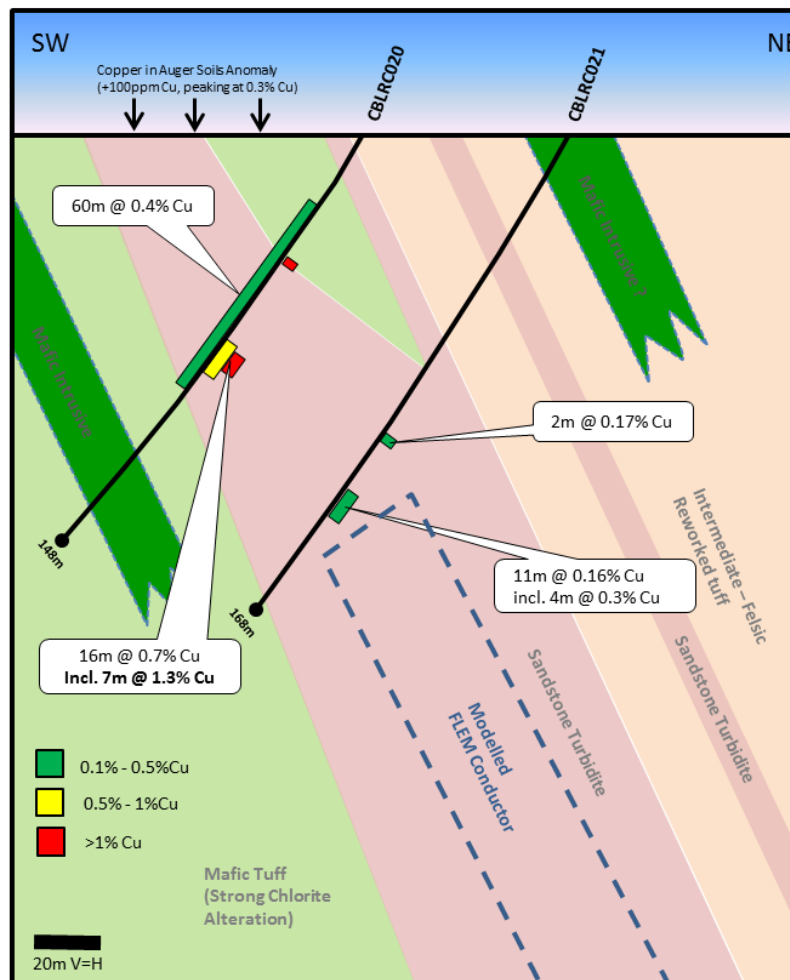 SW
NE
Copper in Auger Soils Anomaly
(+100ppm Cu, peaking at 0.3% Cu)
CBLRC020
CBLRC021
60m @ 0.4% Cu
Mafic Intrusive ?
Mafic Intrusive
2m @ 0.17% Cu
Intermediate – Felsic
Reworked tuff
148m
11m @ 0.16% Cu
incl. 4m @ 0.3% Cu
168m
16m @ 0.7% Cu
Incl. 7m @ 1.3% Cu
Sandstone Turbidite
Sandstone Turbidite
Modelled
FLEM Conductor
0.1% - 0.5%Cu
0.5% - 1%Cu
>1% Cu
Mafic Tuff
(Strong Chlorite
Alteration)
20m V=H